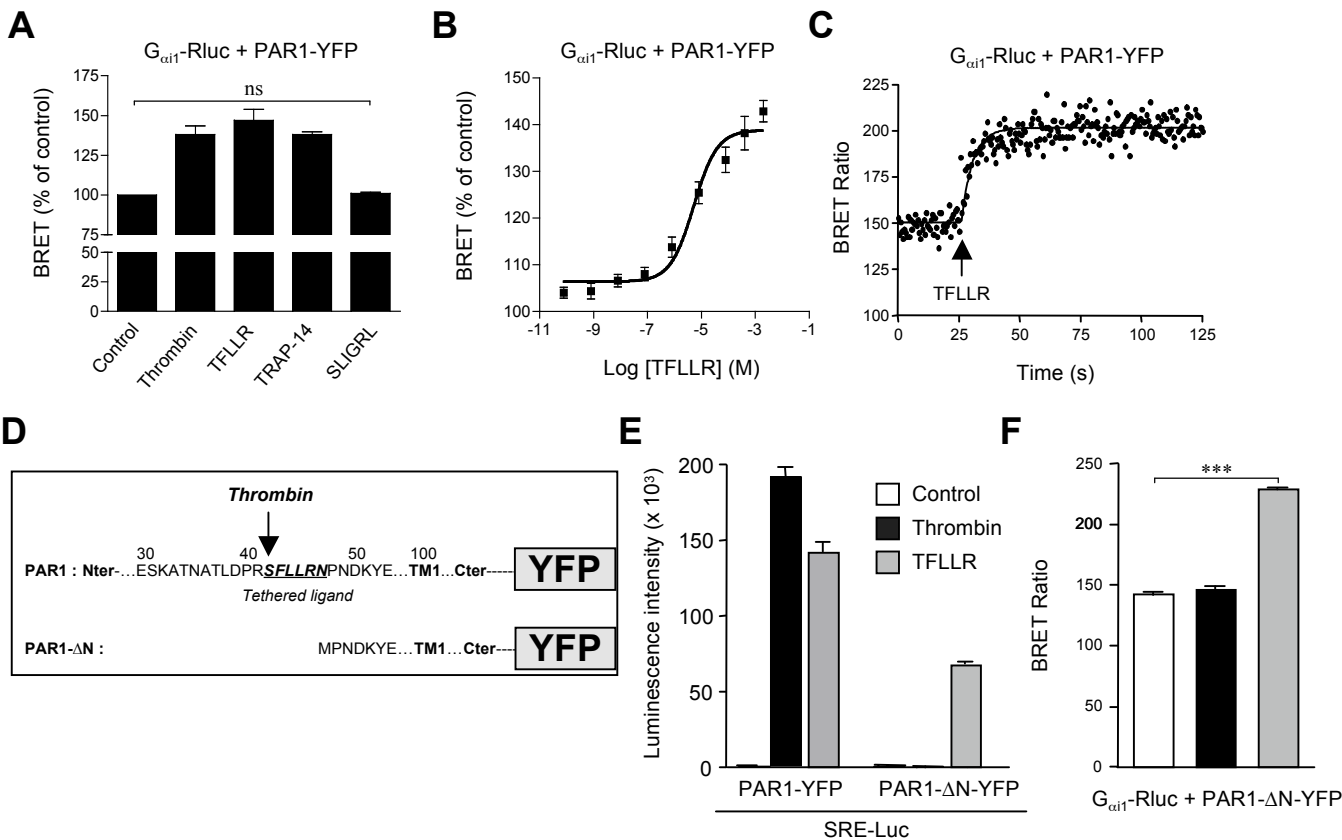 A
Gαi1-Rluc + PAR1-YFP
ns
BRET (% of control)
175
150
125
100
75
50
25
0
Control
Thrombin
TFLLR
TRAP-14
SLIGRL
B
Gαi1-Rluc + PAR1-YFP
BRET (% of control)
150
140
130
120
110
100
-11
-9
-7
-5
-3
-1
Log [TFLLR] (M)
C
Gαi1-Rluc + PAR1-YFP
BRET Ratio
225
200
175
150
125
100
TFLLR
0
25
50
75
100
125
Time (s)
D
Thrombin
30 40 50 100
PAR1 : Nter-...ESKATNATLDPRSFLLRNPNDKYE...TM1...Cter-----YFP
Tethered ligand
PAR1-ΔN : MPNDKYE...TM1...Cter----YFP
E
Luminescence intensity (x 10³)
200
150
100
50
0
Control
Thrombin
TFLLR
PAR1-YFP
PAR1-ΔN-YFP
SRE-Luc
F
***
BRET Ratio
250
200
150
100
50
0
Gαi1-Rluc + PAR1-ΔN-YFP